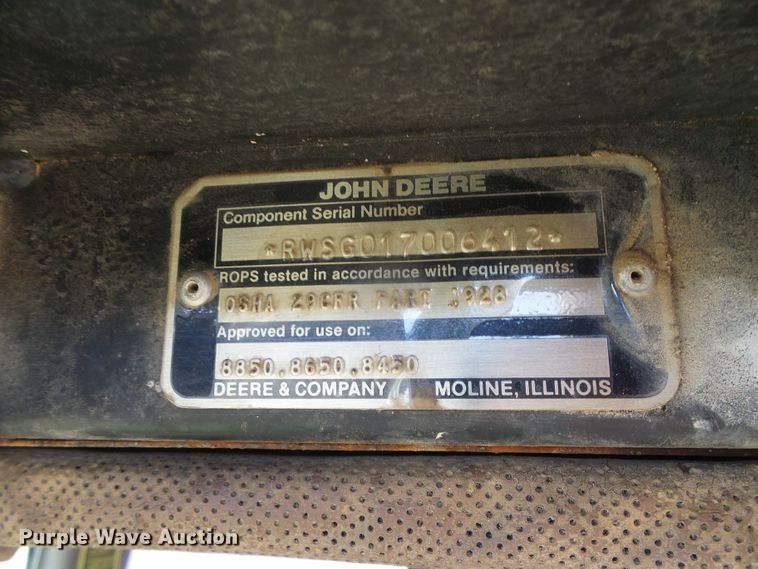 JOHN DEERE
Component Serial Number
*RWSG017006412*
ROPS tested in accordance with requirements:
OSHA 29CFR PART 1928
Approved for use on:
8850,8650,8450
DEERE & COMPANY MOLINE, ILLINOIS
Purple Wave Auction